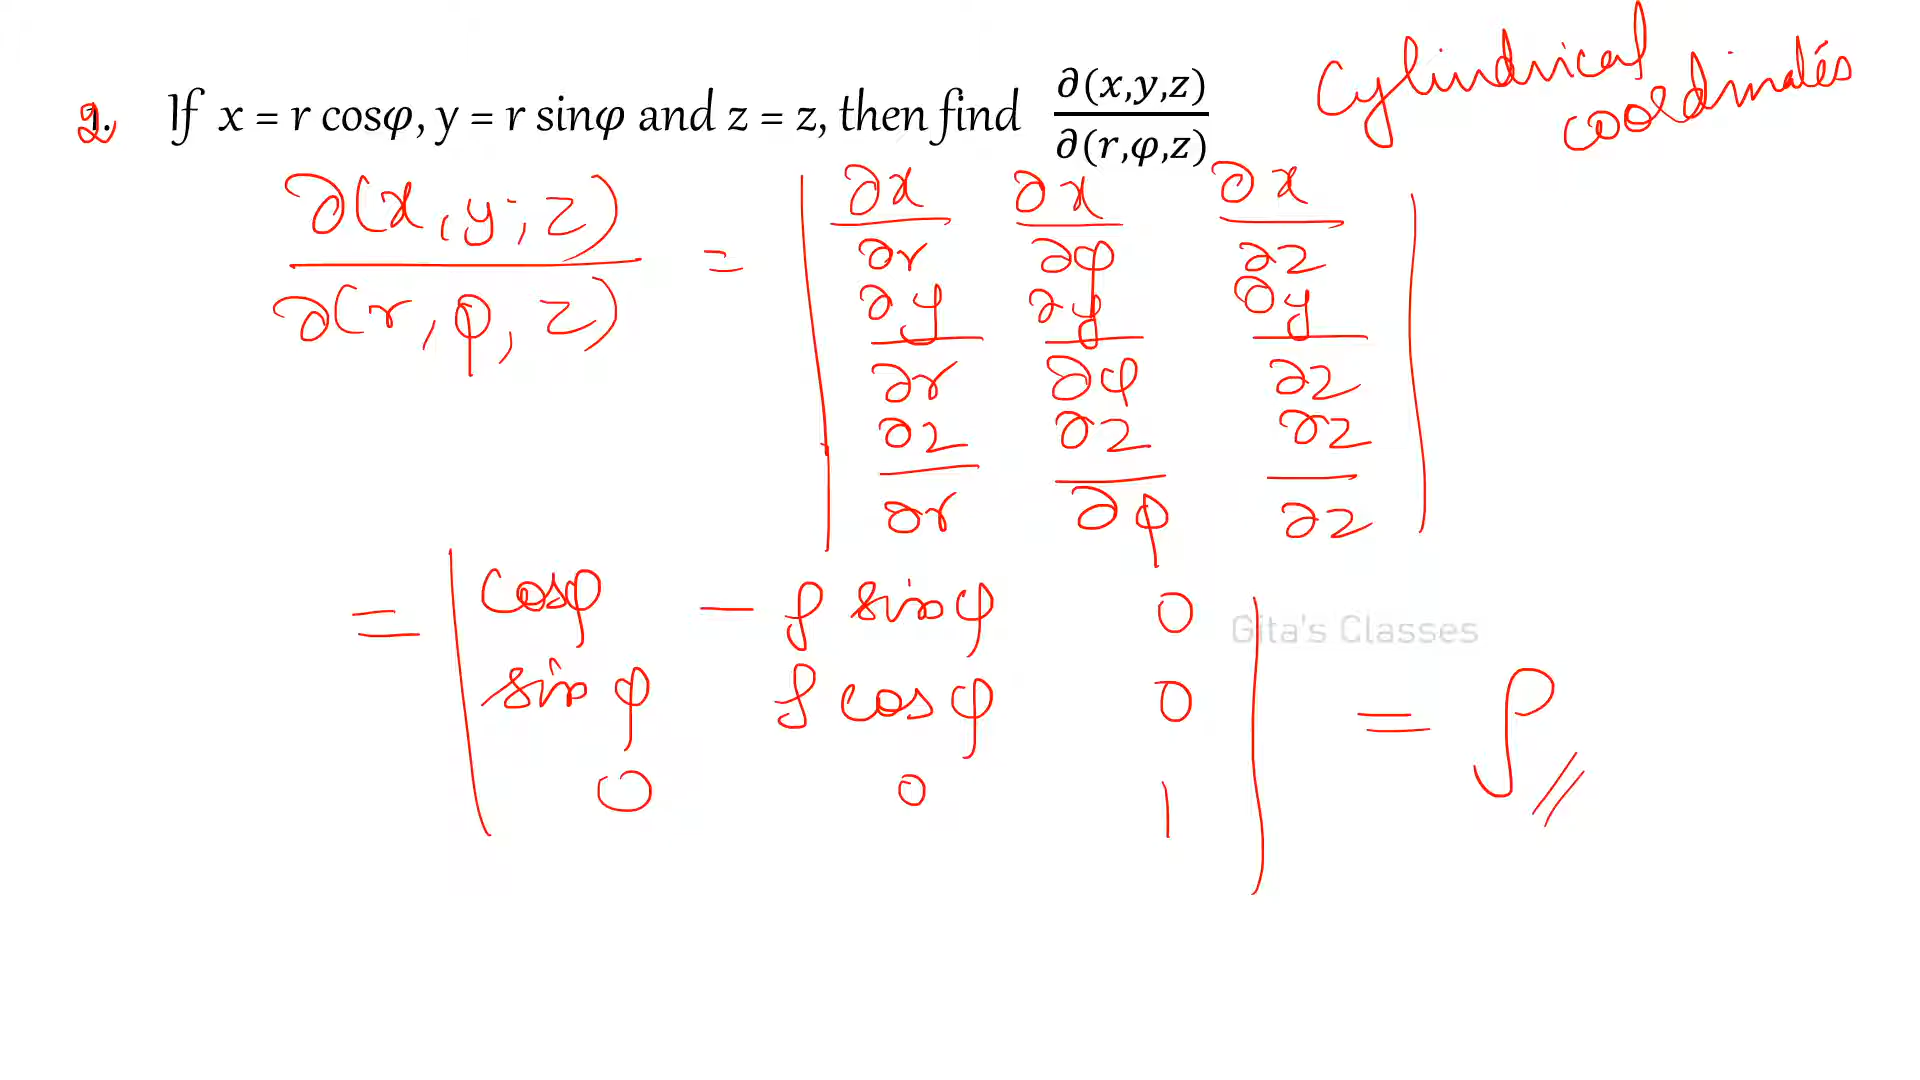 2. If x = r cosφ, y = r sinφ and z = z, then find ∂(x,y,z)/∂(r,φ,z)
Cylindrical coordinates
∂(x,y,z)/∂(r,φ,z) = | ∂x/∂r ∂x/∂φ ∂x/∂z |
| ∂y/∂r ∂y/∂φ ∂y/∂z |
| ∂z/∂r ∂z/∂φ ∂z/∂z |
= | cosφ - ρ sinφ 0 |
| sinφ ρ cosφ 0 | = ρ
| 0 0 1 |
Gita's Classes